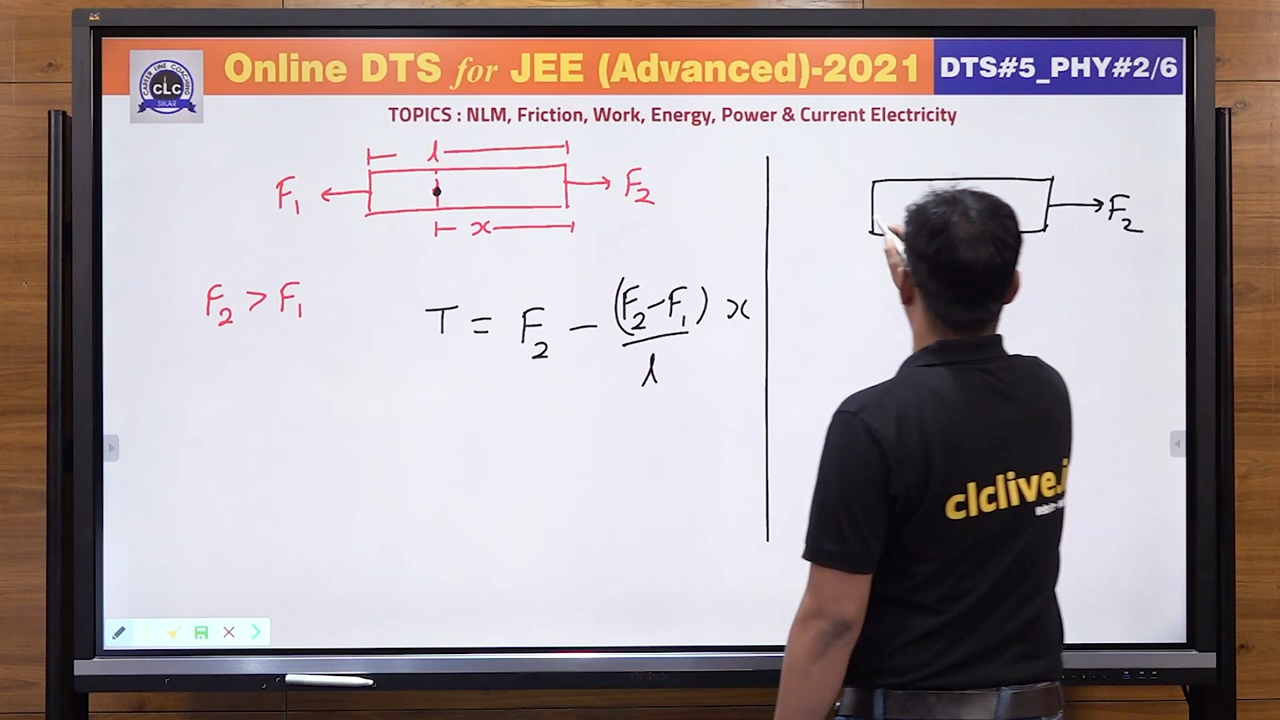 Online DTS for JEE (Advanced)-2021
DTS#5_PHY#2/6
CAREER LINE COACHING
CLC
SIKAR
TOPICS : NLM, Friction, Work, Energy, Power & Current Electricity
l
F₁
F₂
x
F₂ > F₁
T = F₂ − (F₂−F₁) x
l
F₂
clclive.i